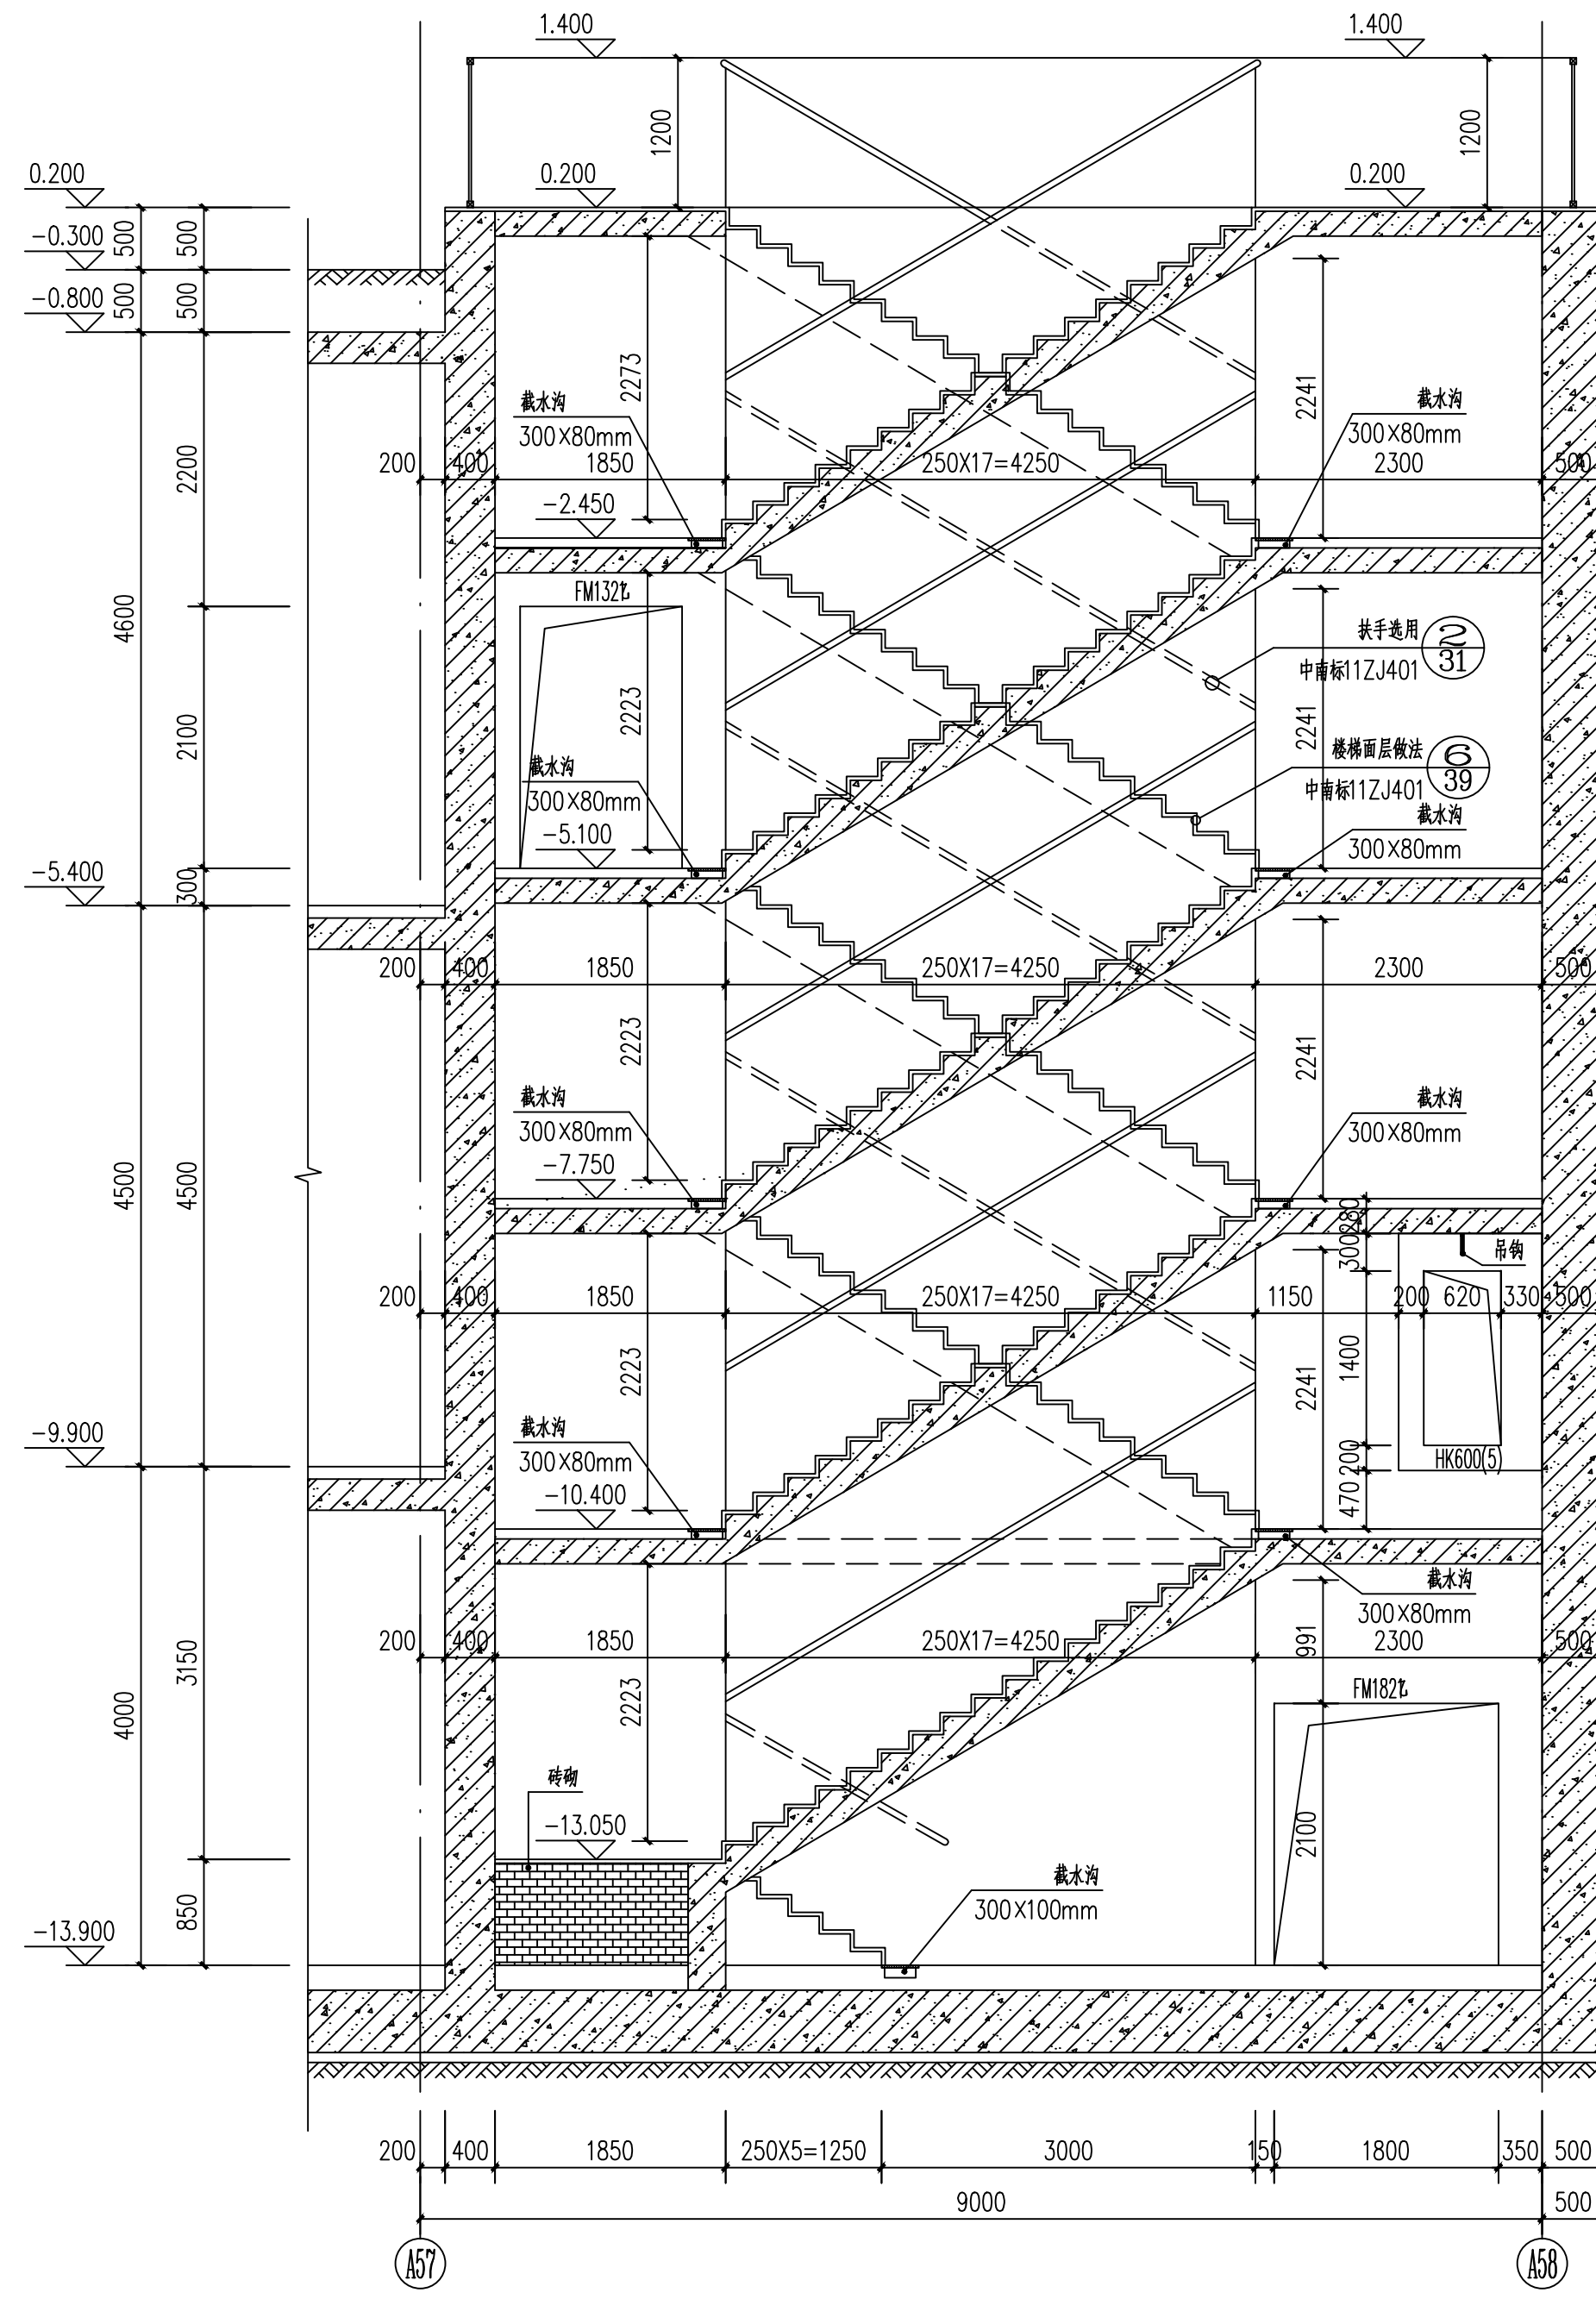 1.400
1.400
1200
1200
0.200
0.200
0.200
500
500
-0.300
500
500
-0.800
2273
2241
截水沟
300X80mm
截水沟
300X80mm
2200
200
400
1850
250X17=4250
2300
500
-2.450
4600
FM132乙
扶手选用
2
31
中南标11ZJ401
2100
2223
2241
楼梯面层做法
6
39
中南标11ZJ401
截水沟
300X80mm
截水沟
300X80mm
-5.100
-5.400
300
200
400
1850
250X17=4250
2300
500
2223
2241
截水沟
300X80mm
截水沟
300X80mm
-7.750
4500
4500
280
300
吊钩
200
400
1850
250X17=4250
1150
200
620
330
500
2223
2241
1400
截水沟
300X80mm
-9.900
200
HK600(5)
-10.400
470
截水沟
300X80mm
200
400
1850
250X17=4250
991
2300
500
3150
4000
2223
FM182乙
砖砌
-13.050
2100
截水沟
300X100mm
850
-13.900
200
400
1850
250X5=1250
3000
150
1800
350
500
9000
500
A57
A58